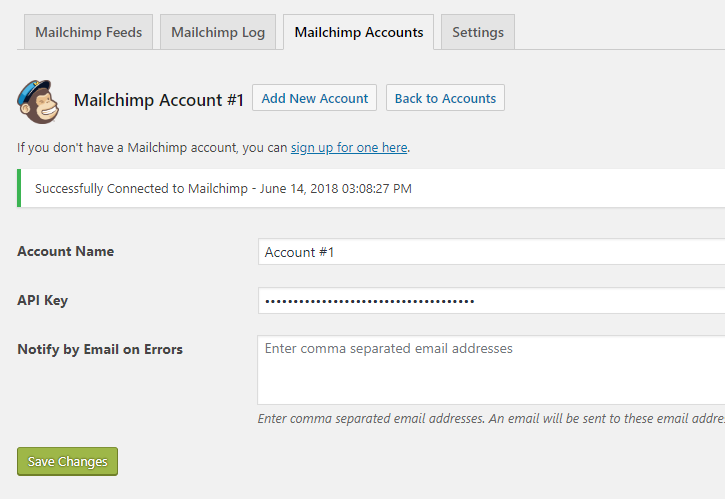 Mailchimp Feeds Mailchimp Log Mailchimp Accounts Settings
Mailchimp Account #1 Add New Account Back to Accounts
If you don't have a Mailchimp account, you can sign up for one here.
Successfully Connected to Mailchimp - June 14, 2018 03:08:27 PM
Account Name Account #1
API Key ••••••••••••••••••••••••••••••••••••
Notify by Email on Errors Enter comma separated email addresses
Enter comma separated email addresses. An email will be sent to these email addre
Save Changes